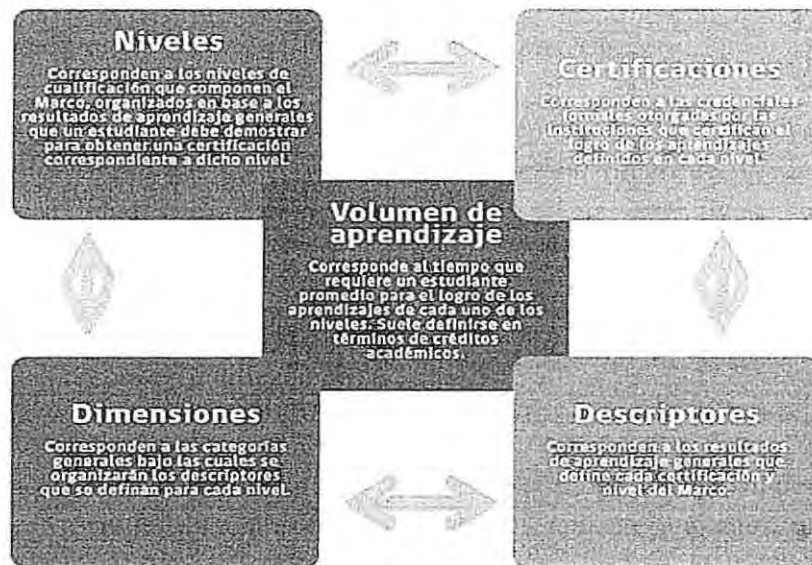 Niveles
Corresponden a los niveles de
cualificación que componen el
Marco, organizados en base a los
resultados de aprendizaje generales
que un estudiante debe demostrar
para obtener una certificación
correspondiente a dicho nivel.
Certificaciones
Corresponden a las credenciales
formales otorgadas por las
instituciones que certifican el
logro de los aprendizajes
definidos en cada nivel.
Volumen de
aprendizaje
Corresponde al tiempo que
requiere un estudiante
promedio para el logro de los
aprendizajes de cada uno de los
niveles. Suele definirse en
términos de créditos
académicos.
Dimensiones
Corresponden a las categorías
generales bajo las cuales se
organizarán los descriptores
que se definan para cada nivel.
Descriptores
Corresponden a los resultados
de aprendizaje generales que
define cada certificación y
nivel del Marco.